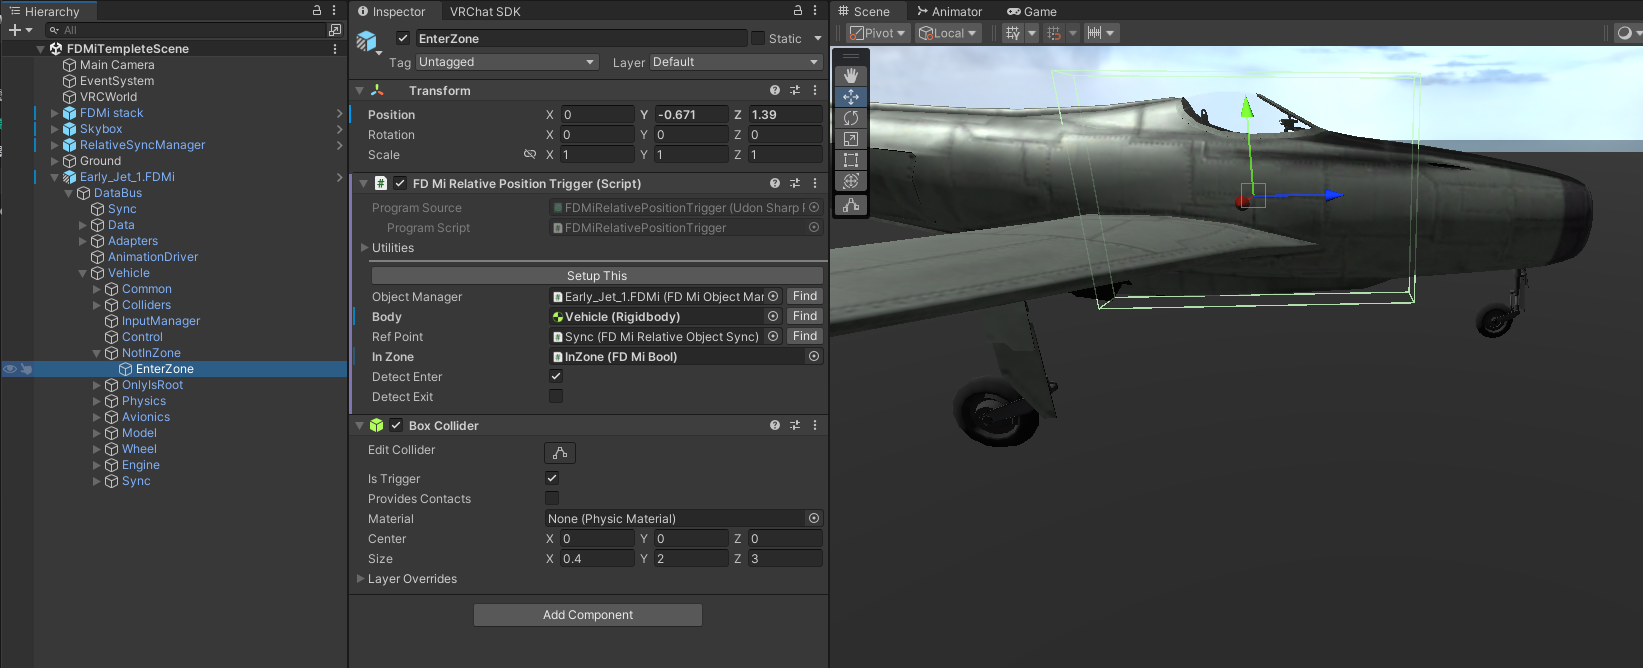 Hierarchy
All
FDMiTempleteScene
Main Camera
EventSystem
VRCWorld
FDMi stack
Skybox
RelativeSyncManager
Ground
Early_Jet_1.FDMi
DataBus
Sync
Data
Adapters
AnimationDriver
Vehicle
Common
Colliders
InputManager
Control
NotInZone
EnterZone
OnlyIsRoot
Physics
Avionics
Model
Wheel
Engine
Sync
Inspector VRChat SDK
EnterZone Static
Tag Untagged Layer Default
Transform
Position X 0 Y -0.671 Z 1.39
Rotation X 0 Y 0 Z 0
Scale X 1 Y 1 Z 1
# FD Mi Relative Position Trigger (Script)
Program Source FDMiRelativePositionTrigger (Udon Sharp
Program Script FDMiRelativePositionTrigger
Utilities
Setup This
Object Manager Early_Jet_1.FDMi (FD Mi Object Mar Find
Body Vehicle (Rigidbody) Find
Ref Point Sync (FD Mi Relative Object Sync) Find
In Zone InZone (FD Mi Bool)
Detect Enter
Detect Exit
Box Collider
Edit Collider
Is Trigger
Provides Contacts
Material None (Physic Material)
Center X 0 Y 0 Z 0
Size X 0.4 Y 2 Z 3
Layer Overrides
Add Component
Scene Animator Game
Pivot Local